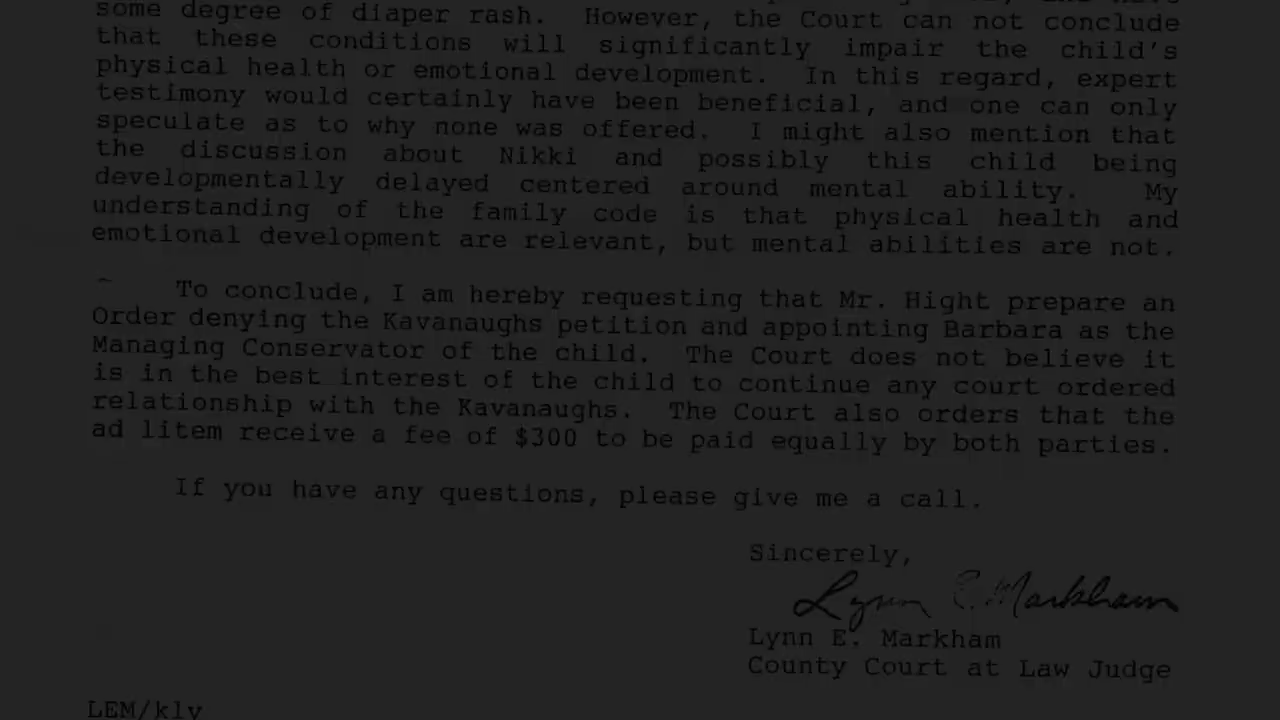 some degree of diaper rash. However, the Court can not conclude
that these conditions will significantly impair the child's
physical health or emotional development. In this regard, expert
testimony would certainly have been beneficial, and one can only
speculate as to why none was offered. I might also mention that
the discussion about Nikki and possibly this child being
developmentally delayed centered around mental ability. My
understanding of the family code is that physical health and
emotional development are relevant, but mental abilities are not.
To conclude, I am hereby requesting that Mr. Hight prepare an
Order denying the Kavanaughs petition and appointing Barbara as the
Managing Conservator of the child. The Court does not believe it
is in the best interest of the child to continue any court ordered
relationship with the Kavanaughs. The Court also orders that the
ad litem receive a fee of $300 to be paid equally by both parties.
If you have any questions, please give me a call.
Sincerely,
Lynn E. Markham
Lynn E. Markham
County Court at Law Judge
LEM/kly